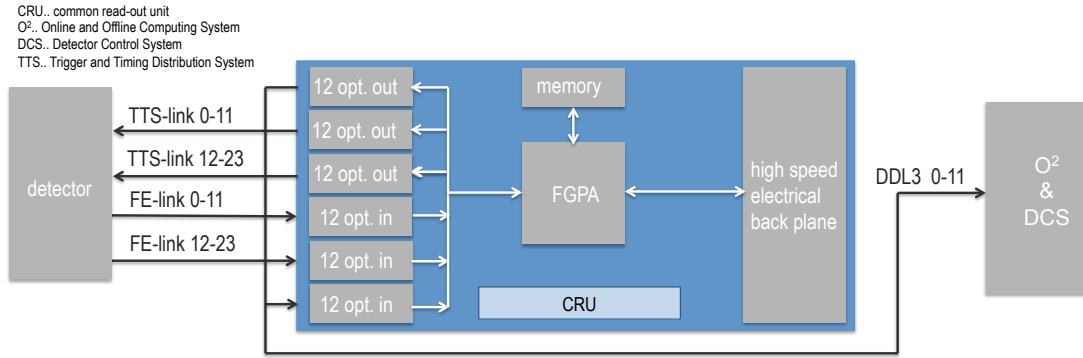 CRU.. common read-out unit
O².. Online and Offline Computing System
DCS.. Detector Control System
TTS.. Trigger and Timing Distribution System
detector
TTS-link 0-11
TTS-link 12-23
FE-link 0-11
FE-link 12-23
12 opt. out
12 opt. out
12 opt. out
12 opt. in
12 opt. in
12 opt. in
memory
FGPA
CRU
high speed
electrical
back plane
DDL3 0-11
O²
&
DCS